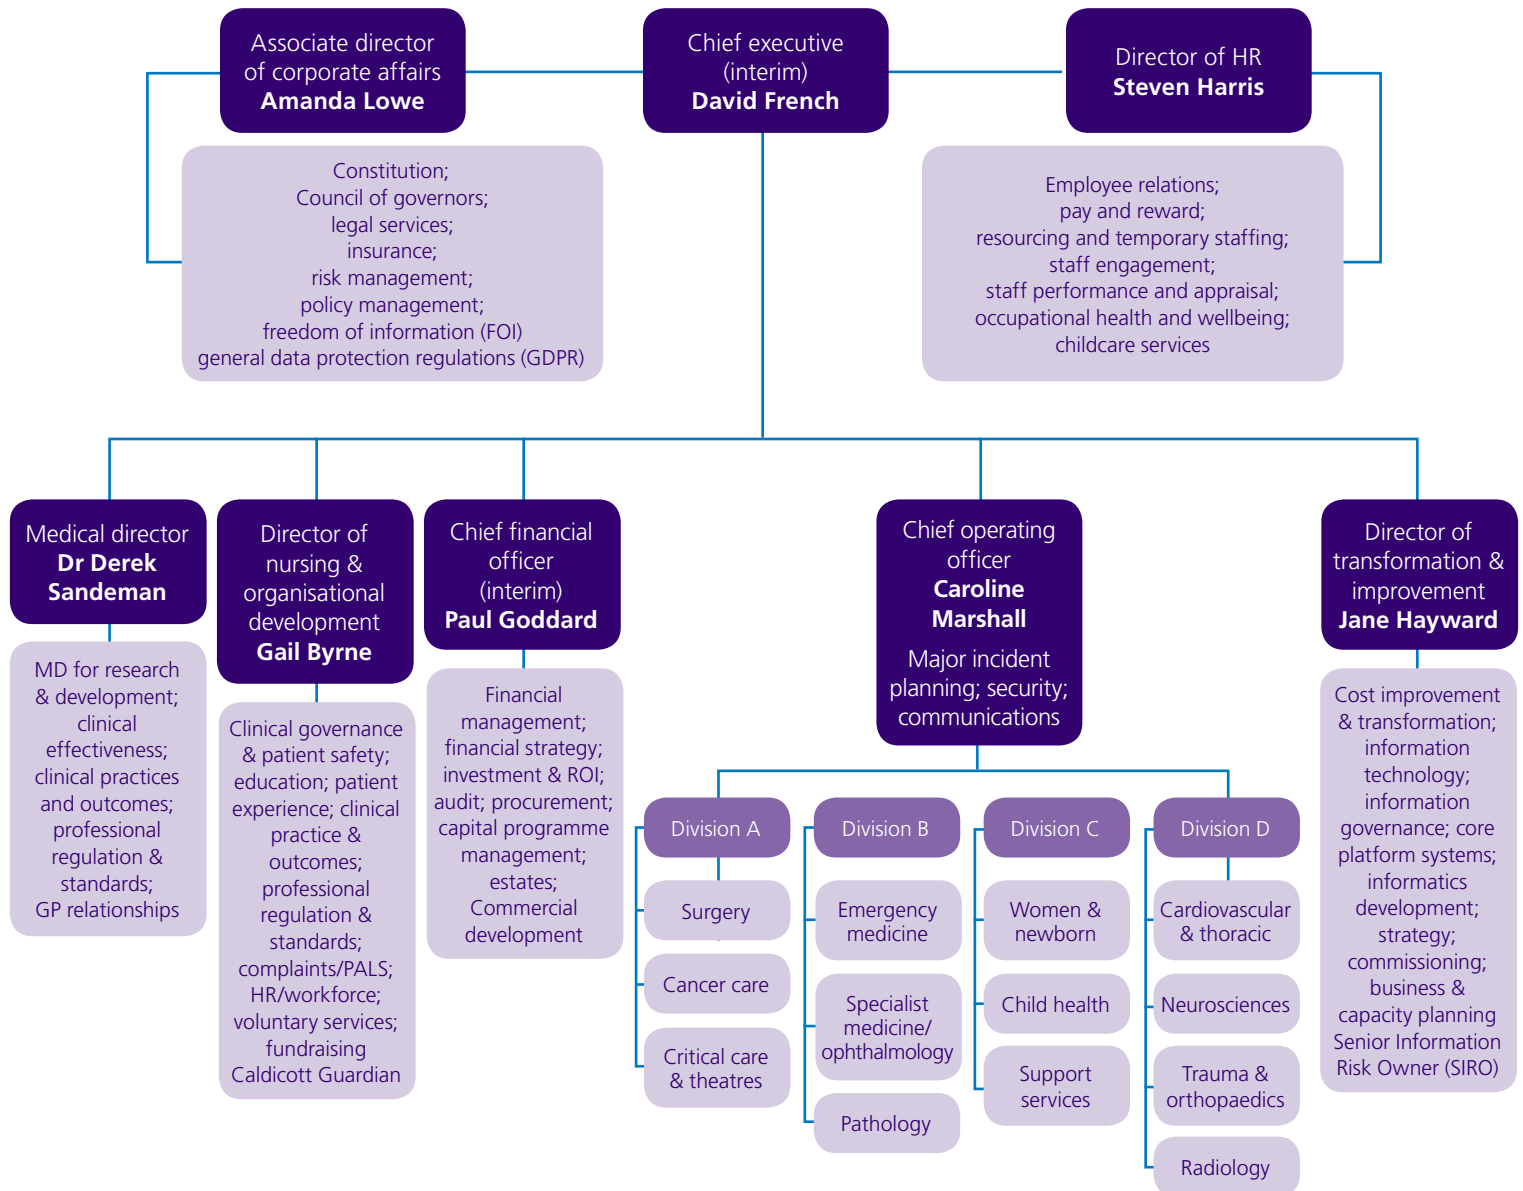 Associate director
of corporate affairs
Amanda Lowe
Chief executive
(interim)
David French
Director of HR
Steven Harris
Constitution;
Council of governors;
legal services;
insurance;
risk management;
policy management;
freedom of information (FOI)
general data protection regulations (GDPR)
Employee relations;
pay and reward;
resourcing and temporary staffing;
staff engagement;
staff performance and appraisal;
occupational health and wellbeing;
childcare services
Medical director
Dr Derek
Sandeman
MD for research
& development;
clinical
effectiveness;
clinical practices
and outcomes;
professional
regulation &
standards;
GP relationships
Director of
nursing &
organisational
development
Gail Byrne
Clinical governance
& patient safety;
education; patient
experience; clinical
practice &
outcomes;
professional
regulation &
standards;
complaints/PALS;
HR/workforce;
voluntary services;
fundraising
Caldicott Guardian
Chief financial
officer
(interim)
Paul Goddard
Financial
management;
financial strategy;
investment & ROI;
audit; procurement;
capital programme
management;
estates;
Commercial
development
Chief operating
officer
Caroline
Marshall
Major incident
planning; security;
communications
Division A
Surgery
Cancer care
Critical care
& theatres
Division B
Emergency
medicine
Specialist
medicine/
ophthalmology
Pathology
Division C
Women &
newborn
Child health
Support
services
Division D
Cardiovascular
& thoracic
Neurosciences
Trauma &
orthopaedics
Radiology
Director of
transformation &
improvement
Jane Hayward
Cost improvement
& transformation;
information
technology;
information
governance; core
platform systems;
informatics
development;
strategy;
commissioning;
business &
capacity planning
Senior Information
Risk Owner (SIRO)